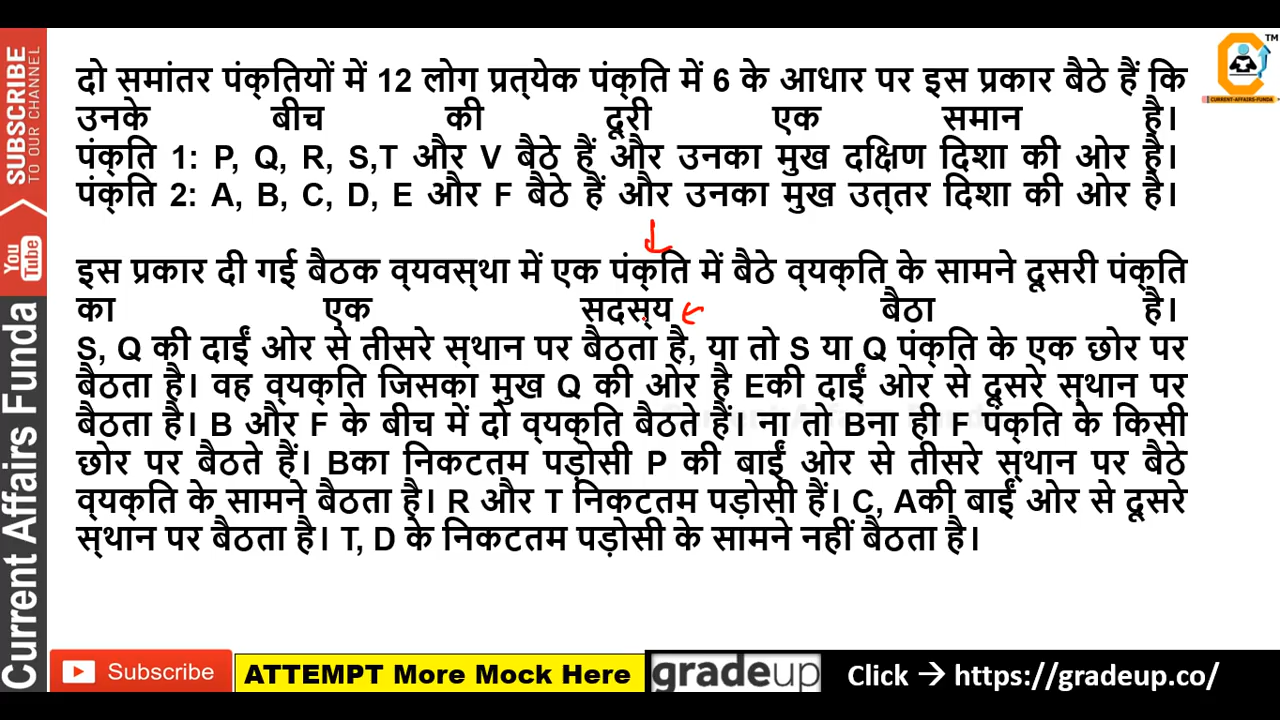 दो समांतर पंक्तियों में 12 लोग प्रत्येक पंक्ति में 6 के आधार पर इस प्रकार बैठे हैं कि
उनके बीच की दूरी एक समान है।
पंक्ति 1: P, Q, R, S,T और V बैठे हैं और उनका मुख दक्षिण दिशा की ओर है।
पंक्ति 2: A, B, C, D, E और F बैठे हैं और उनका मुख उत्तर दिशा की ओर है।
इस प्रकार दी गई बैठक व्यवस्था में एक पंक्ति में बैठे व्यक्ति के सामने दूसरी पंक्ति
का एक सदस्य बैठा है।
S, Q की दाईं ओर से तीसरे स्थान पर बैठता है, या तो S या Q पंक्ति के एक छोर पर
बैठता है। वह व्यक्ति जिसका मुख Q की ओर है Eकी दाईं ओर से दूसरे स्थान पर
बैठता है। B और F के बीच में दो व्यक्ति बैठते हैं। ना तो Bना ही F पंक्ति के किसी
छोर पर बैठते हैं। Bका निकटतम पड़ोसी P की बाईं ओर से तीसरे स्थान पर बैठे
व्यक्ति के सामने बैठता है। R और T निकटतम पड़ोसी हैं। C, Aकी बाईं ओर से दूसरे
स्थान पर बैठता है। T, D के निकटतम पड़ोसी के सामने नहीं बैठता है।
SUBSCRIBE
TO OUR CHANNEL
You
Tube
Current Affairs Funda
TM
CURRENT-AFFAIRS-FUNDA
Subscribe
ATTEMPT More Mock Here
gradeup
Click → https://gradeup.co/